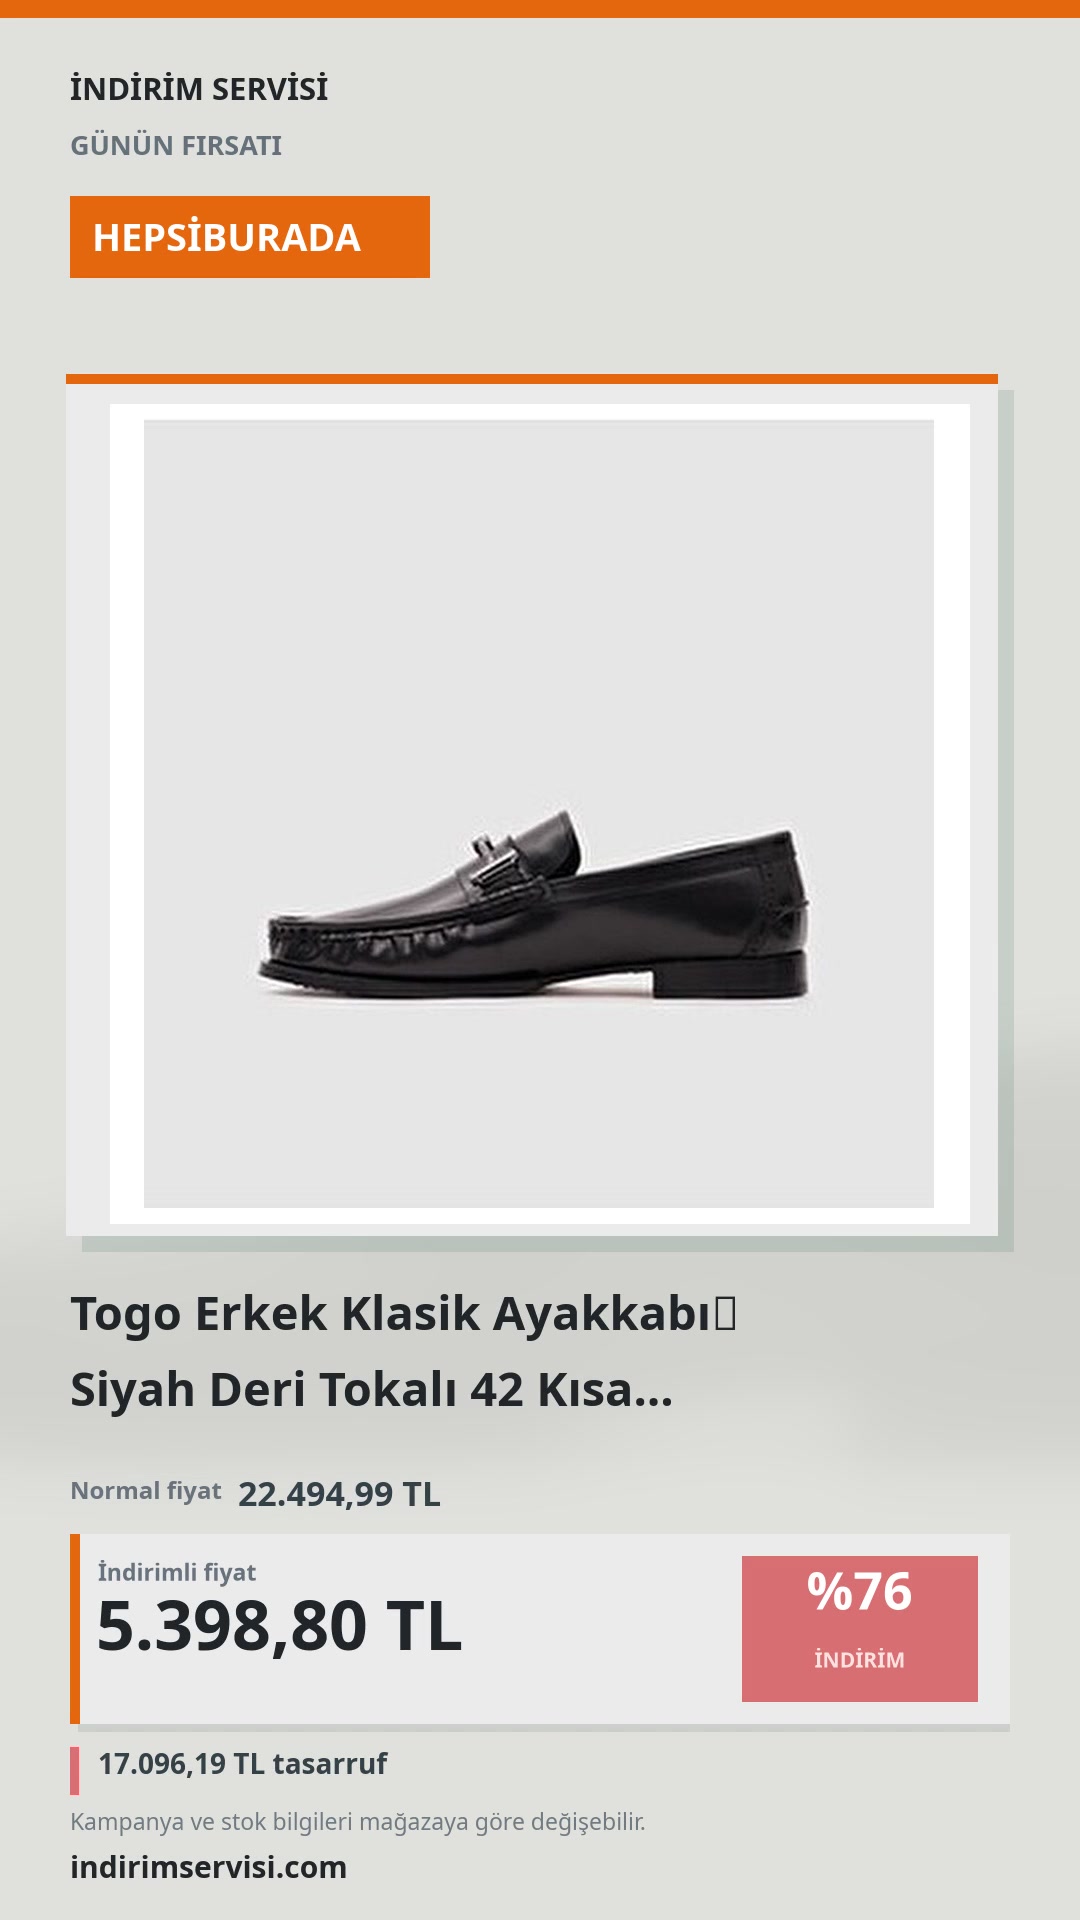 İNDİRİM SERVİSİ
GÜNÜN FIRSATI
HEPSİBURADA
Togo Erkek Klasik Ayakkabı
Siyah Deri Tokalı 42 Kısa...
Normal fiyat 22.494,99 TL
İndirimli fiyat
5.398,80 TL
%76
İNDİRİM
17.096,19 TL tasarruf
Kampanya ve stok bilgileri mağazaya göre değişebilir.
indirimservisi.com